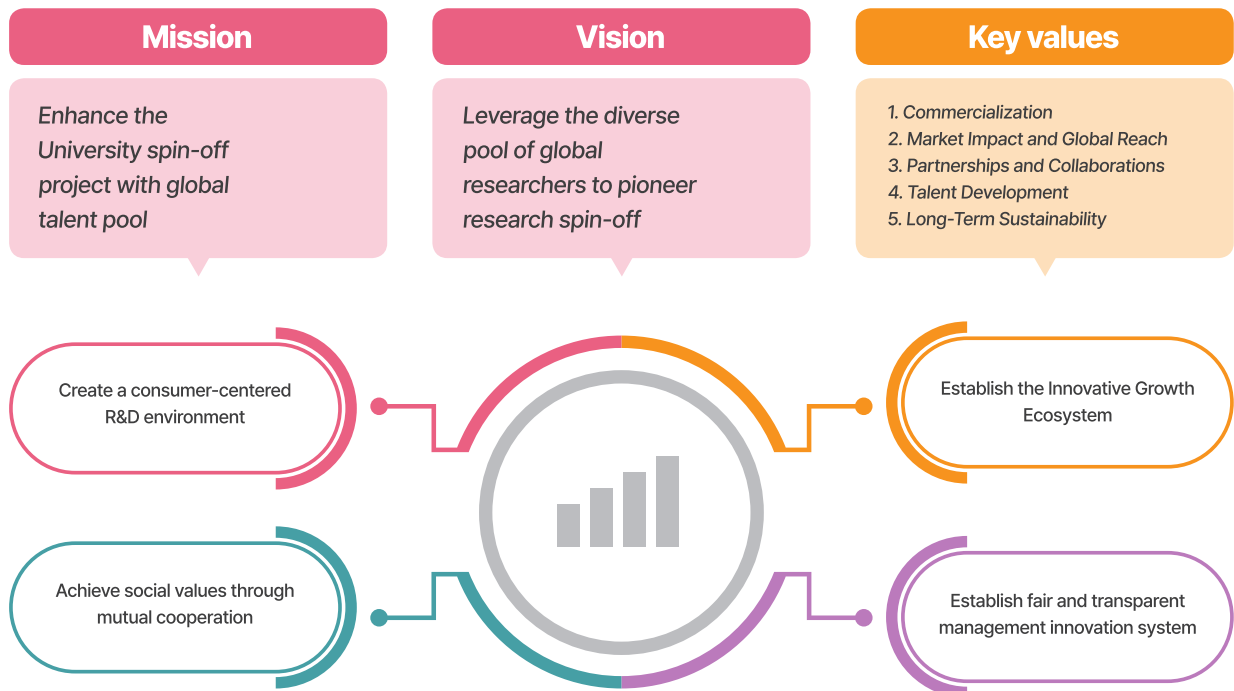 Mission
Enhance the
University spin-off
project with global
talent pool
Vision
Leverage the diverse
pool of global
researchers to pioneer
research spin-off
Key values
1. Commercialization
2. Market Impact and Global Reach
3. Partnerships and Collaborations
4. Talent Development
5. Long-Term Sustainability
Create a consumer-centered
R&D environment
Establish the Innovative Growth
Ecosystem
Achieve social values through
mutual cooperation
Establish fair and transparent
management innovation system